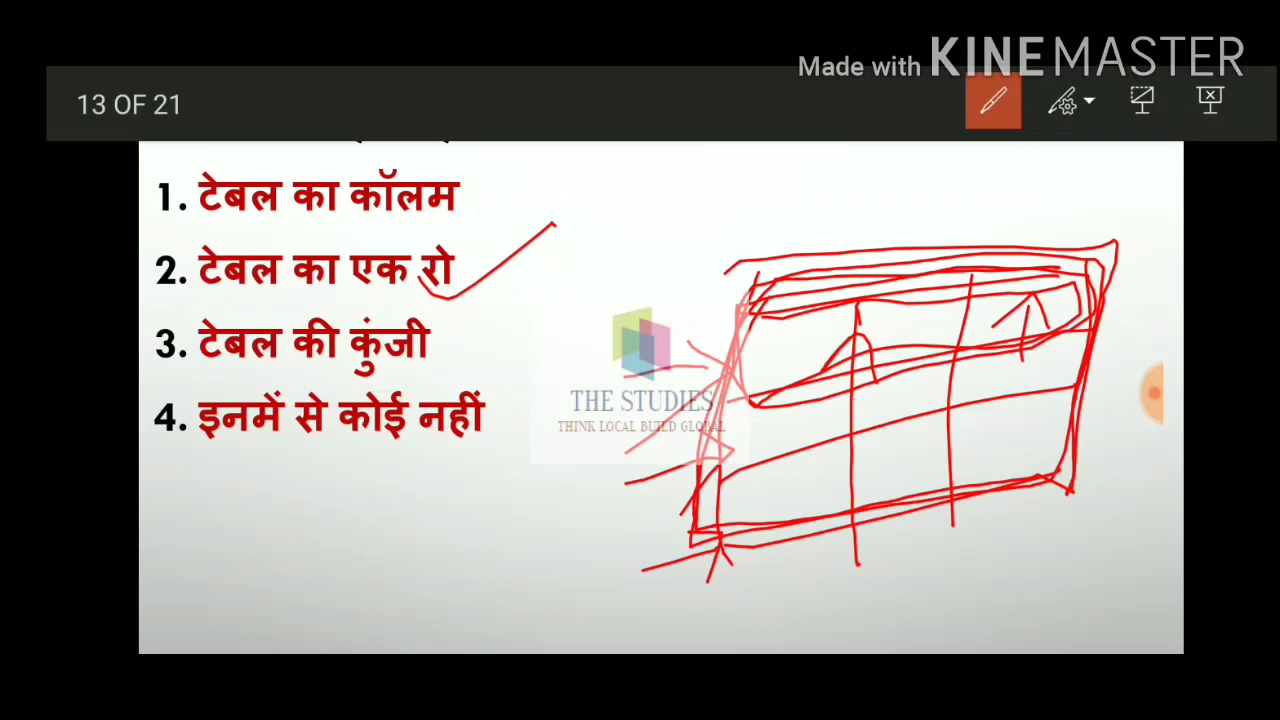 Made with KINEMASTER
13 OF 21
1. टेबल का कॉलम
2. टेबल का एक रो
3. टेबल की कुंजी
4. इनमें से कोई नहीं
THE STUDIES
THINK LOCAL BUILD GLOBAL